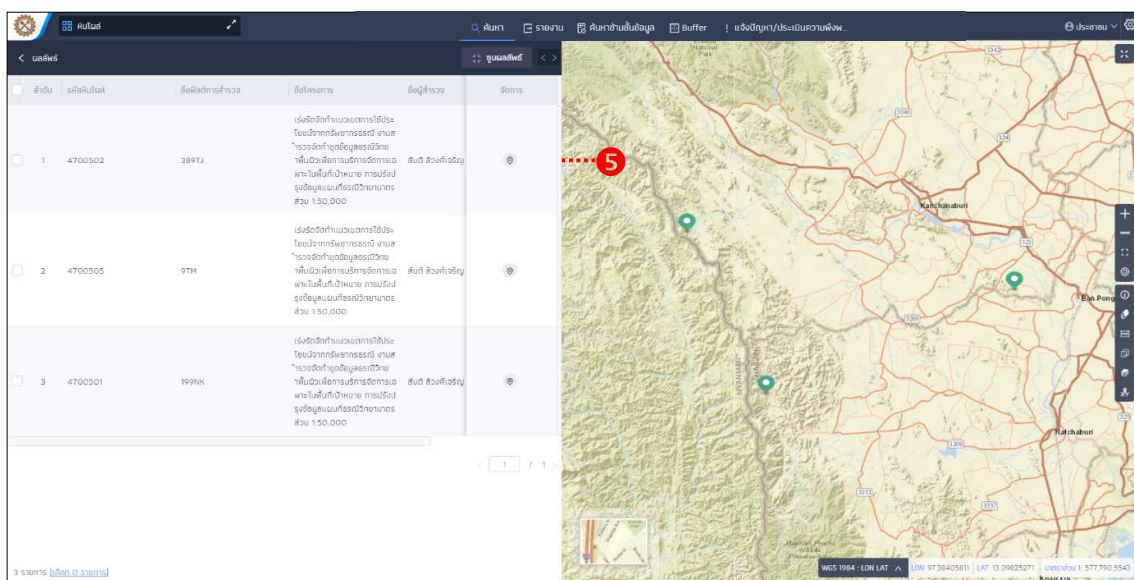 หินโผล่
ค้นหา
รายงาน
ค้นหาข้ามชั้นข้อมูล
Buffer
! แจ้งปัญหา/ประเมินความพึงพ...
ประชาชน
ผลลัพธ์
ซูมผลลัพธ์
ลำดับ รหัสหินโผล่ ชื่อฟิลด์การสำรวจ ชื่อโครงการ ชื่อผู้สำรวจ จัดการ
เร่งรัดจัดทำแนวเขตการใช้ประ
โยชน์จากทรัพยากรธรณี งานส
ำรวจจัดทำชุดข้อมูลธรณีวิทย
1 4700502 389TJ าพื้นผิวเพื่อการบริหารจัดการเฉ สันติ ลีวงศ์เจริญ
พาะในพื้นที่เป้าหมาย การปรับป
รุงข้อมูลแผนที่ธรณีวิทยามาตร
ส่วน 1:50,000
เร่งรัดจัดทำแนวเขตการใช้ประ
โยชน์จากทรัพยากรธรณี งานส
ำรวจจัดทำชุดข้อมูลธรณีวิทย
2 4700505 9TM าพื้นผิวเพื่อการบริหารจัดการเฉ สันติ ลีวงศ์เจริญ
พาะในพื้นที่เป้าหมาย การปรับป
รุงข้อมูลแผนที่ธรณีวิทยามาตร
ส่วน 1:50,000
เร่งรัดจัดทำแนวเขตการใช้ประ
โยชน์จากทรัพยากรธรณี งานส
ำรวจจัดทำชุดข้อมูลธรณีวิทย
3 4700501 199NK าพื้นผิวเพื่อการบริหารจัดการเฉ สันติ ลีวงศ์เจริญ
พาะในพื้นที่เป้าหมาย การปรับป
รุงข้อมูลแผนที่ธรณีวิทยามาตร
ส่วน 1:50,000
1 / 1
3 รายการ [เลือก 0 รายการ]
5
National
Park
3342
3086
324
Kanchanaburi
323
Ban Pong
3209
MYANMAR
Ratchaburi
3208
3313
3337
WGS 1984 : LON LAT
LON 97.38405811 LAT 13.09825271 มาตราส่วน 1: 577,790.5543